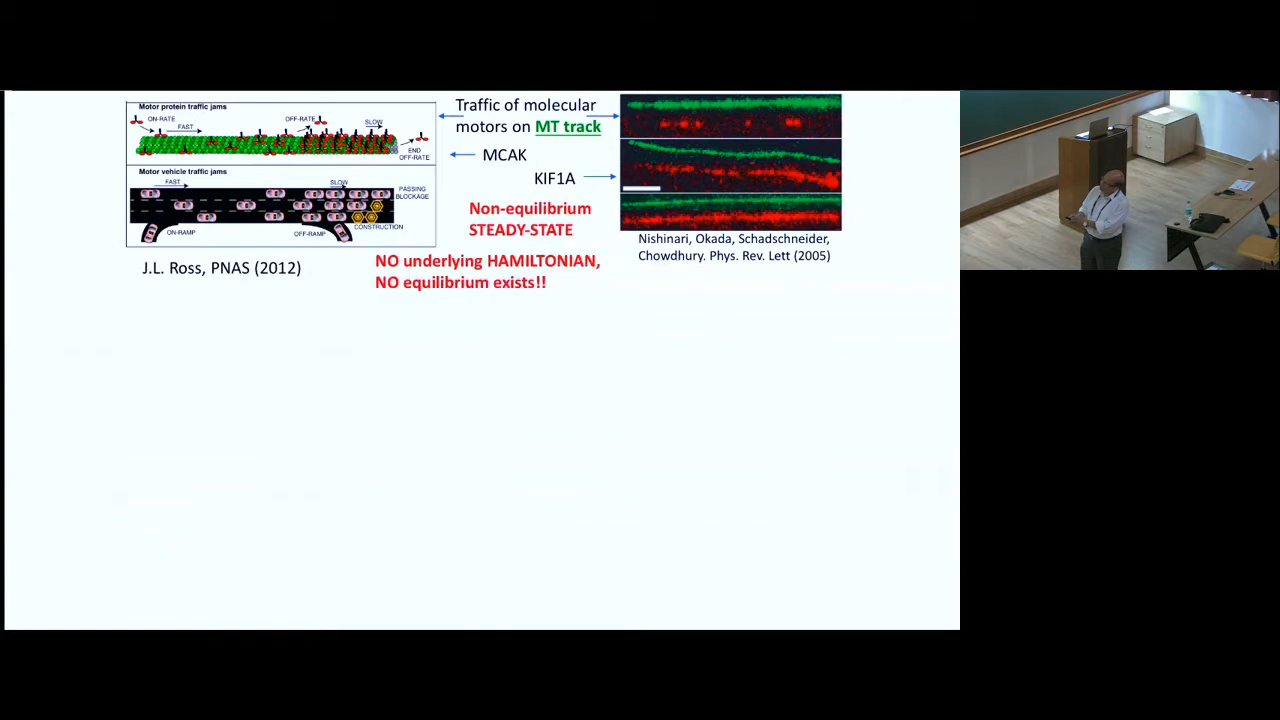 Motor protein traffic jams
ON-RATE
FAST
OFF-RATE
SLOW
END
OFF-RATE
Motor vehicle traffic jams
FAST
SLOW
PASSING
BLOCKAGE
CONSTRUCTION
ON-RAMP
OFF-RAMP
J.L. Ross, PNAS (2012)
Traffic of molecular
motors on MT track
MCAK
KIF1A
Non-equilibrium
STEADY-STATE
NO underlying HAMILTONIAN,
NO equilibrium exists!!
Nishinari, Okada, Schadschneider,
Chowdhury. Phys. Rev. Lett (2005)